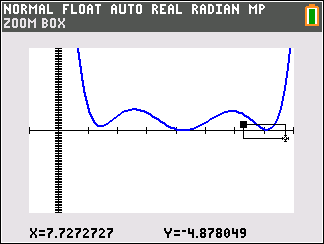 NORMAL FLOAT AUTO REAL RADIAN MP
ZOOM BOX
X=7.7272727 Y=⁻4.878049